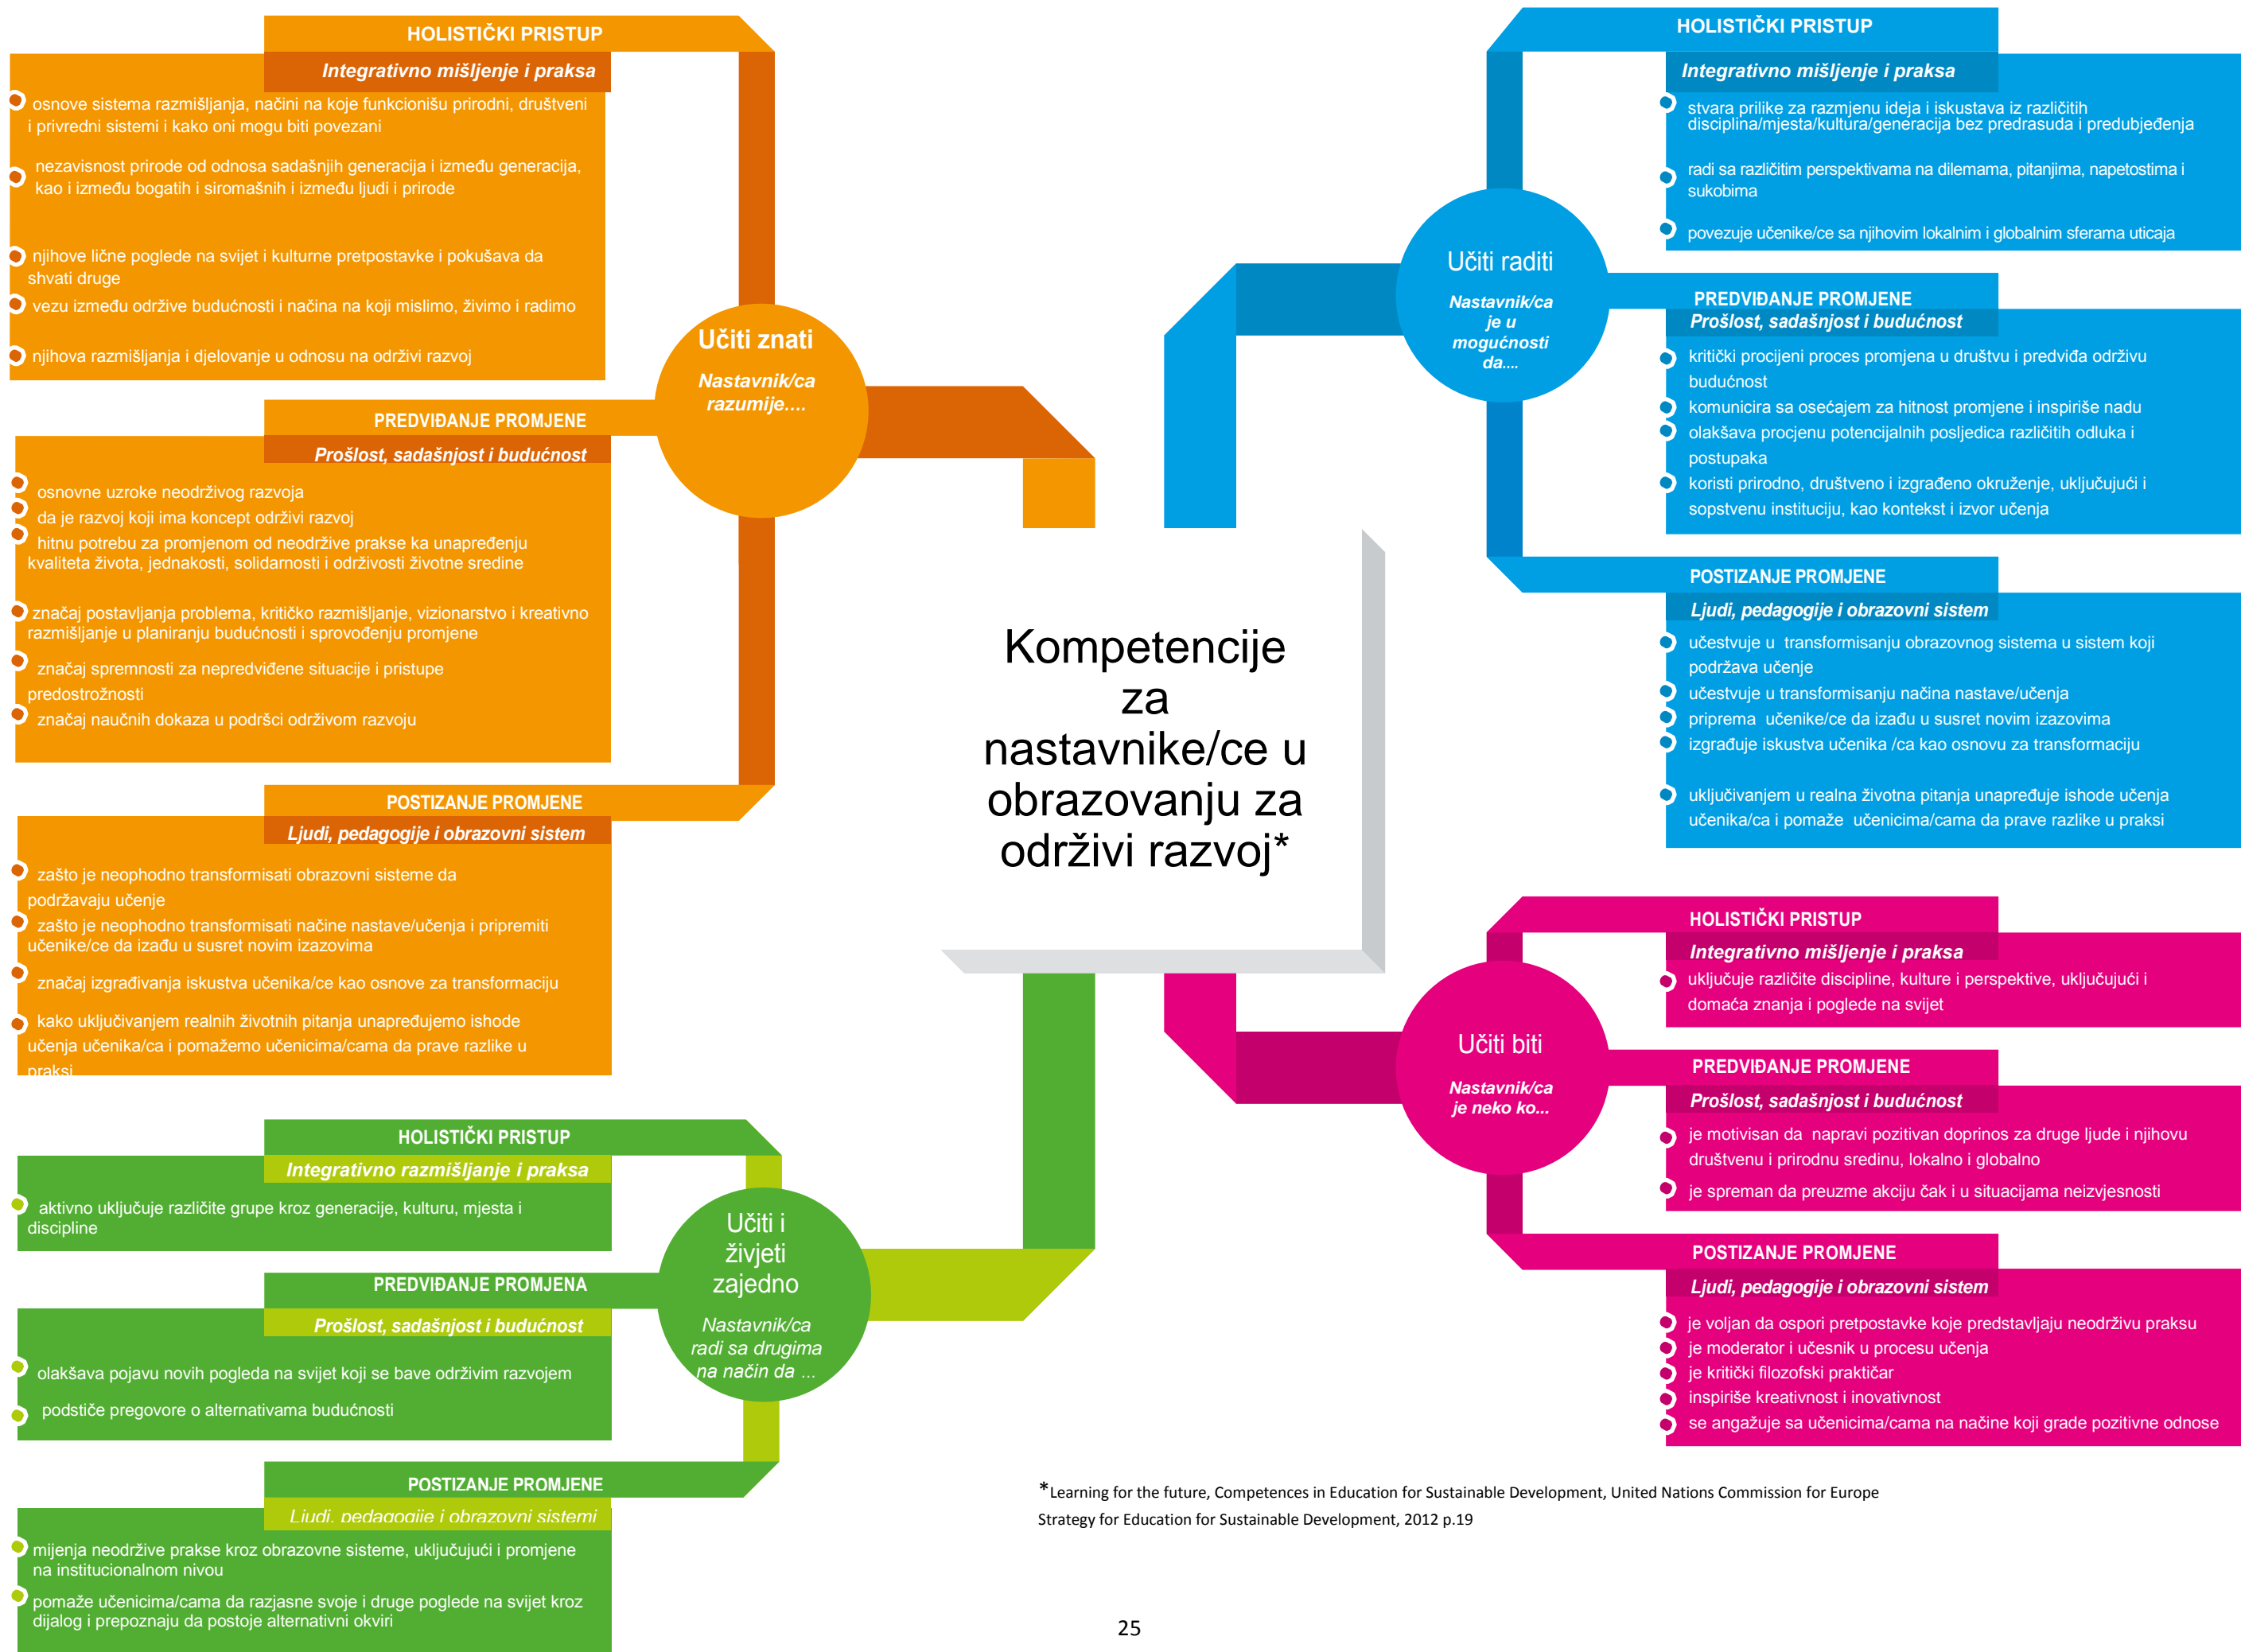 HOLISTIČKI PRISTUP
Integrativno mišljenje i praksa
osnove sistema razmišljanja, načini na koje funkcionišu prirodni, društveni
i privredni sistemi i kako oni mogu biti povezani
nezavisnost prirode od odnosa sadašnjih generacija i između generacija,
kao i između bogatih i siromašnih i između ljudi i prirode
njihove lične poglede na svijet i kulturne pretpostavke i pokušava da
shvati druge
vezu između održive budućnosti i načina na koji mislimo, živimo i radimo
njihova razmišljanja i djelovanje u odnosu na održivi razvoj
Učiti znati
Nastavnik/ca
razumije....
PREDVIĐANJE PROMJENE
Prošlost, sadašnjost i budućnost
osnovne uzroke neodrživog razvoja
da je razvoj koji ima koncept održivi razvoj
hitnu potrebu za promjenom od neodržive prakse ka unapređenju
kvaliteta života, jednakosti, solidarnosti i održivosti životne sredine
značaj postavljanja problema, kritičko razmišljanje, vizionarstvo i kreativno
razmišljanje u planiranju budućnosti i sprovođenju promjene
značaj spremnosti za nepredviđene situacije i pristupe
predostrožnosti
značaj naučnih dokaza u podršci održivom razvoju
POSTIZANJE PROMJENE
Ljudi, pedagogije i obrazovni sistem
zašto je neophodno transformisati obrazovni sisteme da
podržavaju učenje
zašto je neophodno transformisati načine nastave/učenja i pripremiti
učenike/ce da izađu u susret novim izazovima
značaj izgrađivanja iskustva učenika/ce kao osnove za transformaciju
kako uključivanjem realnih životnih pitanja unapređujemo ishode
učenja učenika/ca i pomažemo učenicima/cama da prave razlike u
praksi
HOLISTIČKI PRISTUP
Integrativno razmišljanje i praksa
aktivno uključuje različite grupe kroz generacije, kulturu, mjesta i
discipline
Učiti i
živjeti
zajedno
Nastavnik/ca
radi sa drugima
na način da ...
PREDVIĐANJE PROMJENA
Prošlost, sadašnjost i budućnost
olakšava pojavu novih pogleda na svijet koji se bave održivim razvojem
podstiče pregovore o alternativama budućnosti
POSTIZANJE PROMJENE
Ljudi, pedagogije i obrazovni sistemi
mijenja neodržive prakse kroz obrazovne sisteme, uključujući i promjene
na institucionalnom nivou
pomaže učenicima/cama da razjasne svoje i druge poglede na svijet kroz
dijalog i prepoznaju da postoje alternativni okviri
Kompetencije
za
nastavnike/ce u
obrazovanju za
održivi razvoj*
HOLISTIČKI PRISTUP
Integrativno mišljenje i praksa
stvara prilike za razmjenu ideja i iskustava iz različitih
disciplina/mjesta/kultura/generacija bez predrasuda i predubjeđenja
radi sa različitim perspektivama na dilemama, pitanjima, napetostima i
sukobima
povezuje učenike/ce sa njihovim lokalnim i globalnim sferama uticaja
Učiti raditi
Nastavnik/ca
je u
mogućnosti
da....
PREDVIĐANJE PROMJENE
Prošlost, sadašnjost i budućnost
kritički procijeni proces promjena u društvu i predviđa održivu
budućnost
komunicira sa osećajem za hitnost promjene i inspiriše nadu
olakšava procjenu potencijalnih posljedica različitih odluka i
postupaka
koristi prirodno, društveno i izgrađeno okruženje, uključujući i
sopstvenu instituciju, kao kontekst i izvor učenja
POSTIZANJE PROMJENE
Ljudi, pedagogije i obrazovni sistem
učestvuje u transformisanju obrazovnog sistema u sistem koji
podržava učenje
učestvuje u transformisanju načina nastave/učenja
priprema učenike/ce da izađu u susret novim izazovima
izgrađuje iskustva učenika /ca kao osnovu za transformaciju
uključivanjem u realna životna pitanja unapređuje ishode učenja
učenika/ca i pomaže učenicima/cama da prave razlike u praksi
HOLISTIČKI PRISTUP
Integrativno mišljenje i praksa
uključuje različite discipline, kulture i perspektive, uključujući i
domaća znanja i poglede na svijet
Učiti biti
Nastavnik/ca
je neko ko...
PREDVIĐANJE PROMJENE
Prošlost, sadašnjost i budućnost
je motivisan da napravi pozitivan doprinos za druge ljude i njihovu
društvenu i prirodnu sredinu, lokalno i globalno
je spreman da preuzme akciju čak i u situacijama neizvjesnosti
POSTIZANJE PROMJENE
Ljudi, pedagogije i obrazovni sistem
je voljan da ospori pretpostavke koje predstavljaju neodrživu praksu
je moderator i učesnik u procesu učenja
je kritički filozofski praktičar
inspiriše kreativnost i inovativnost
se angažuje sa učenicima/cama na načine koji grade pozitivne odnose
*Learning for the future, Competences in Education for Sustainable Development, United Nations Commission for Europe
Strategy for Education for Sustainable Development, 2012 p.19
25